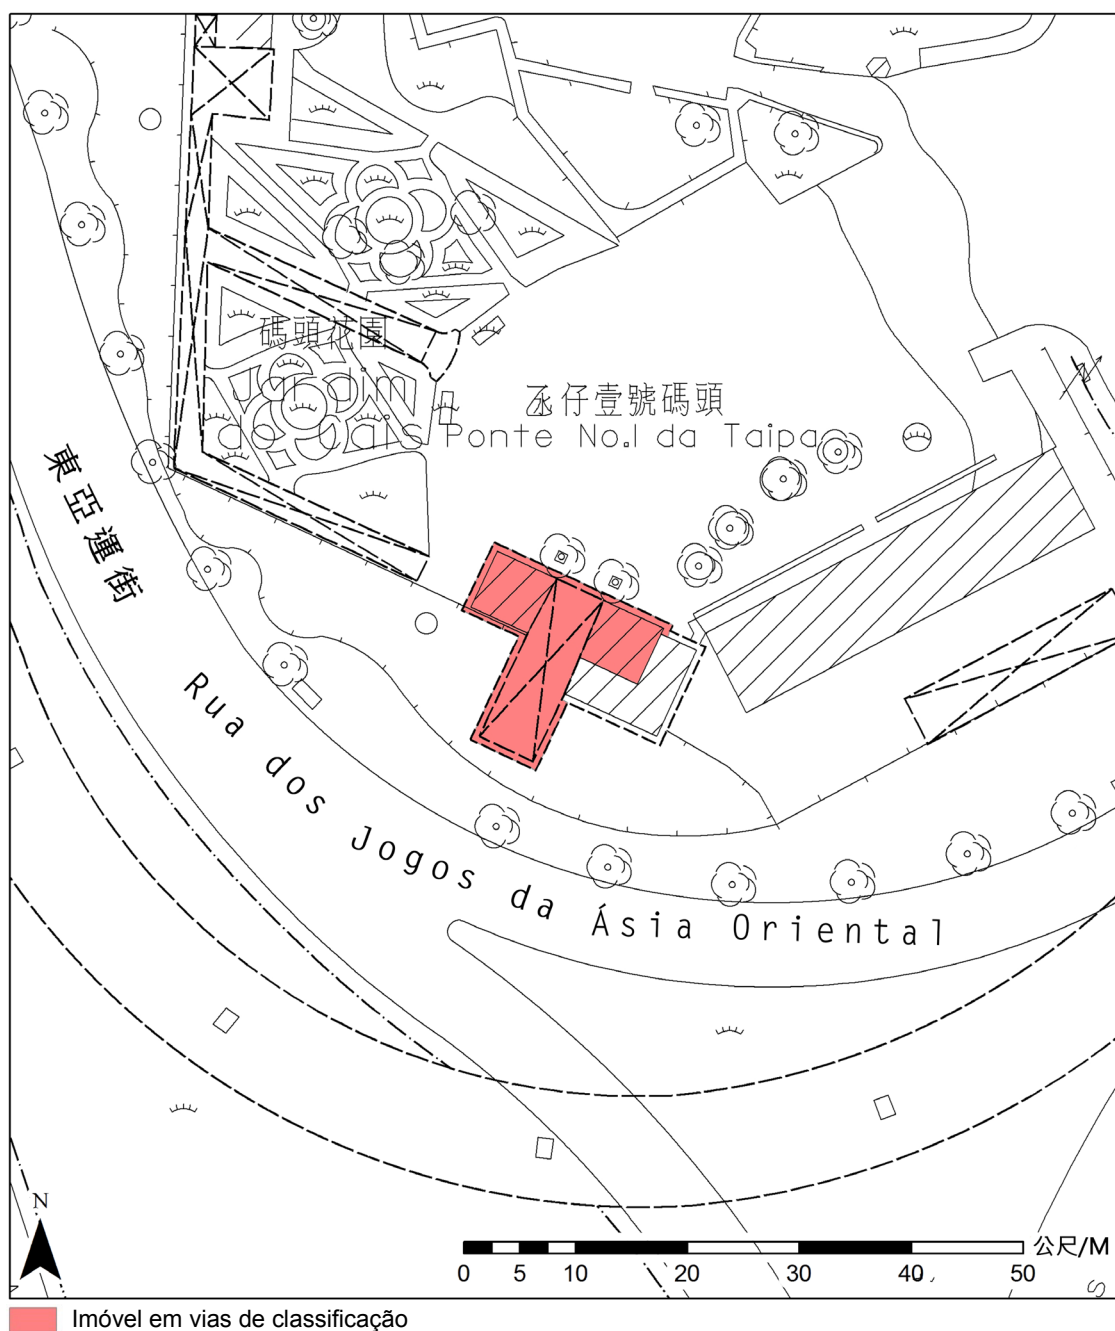 碼頭花園
Jardim
do Cais
氹仔壹號碼頭
Ponte No.1 da Taipa
東亞運街
Rua dos Jogos da Ásia Oriental
N
公尺/M
0 5 10 20 30 40 50
S
Imóvel em vias de classificação